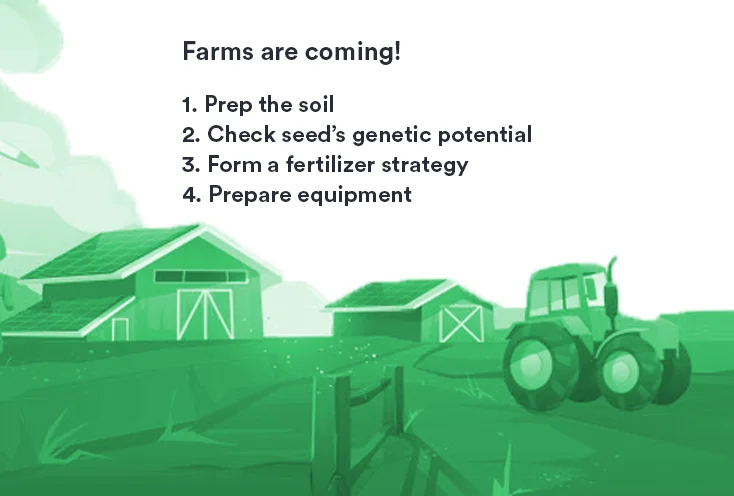 Farms are coming!
1. Prep the soil
2. Check seed’s genetic potential
3. Form a fertilizer strategy
4. Prepare equipment